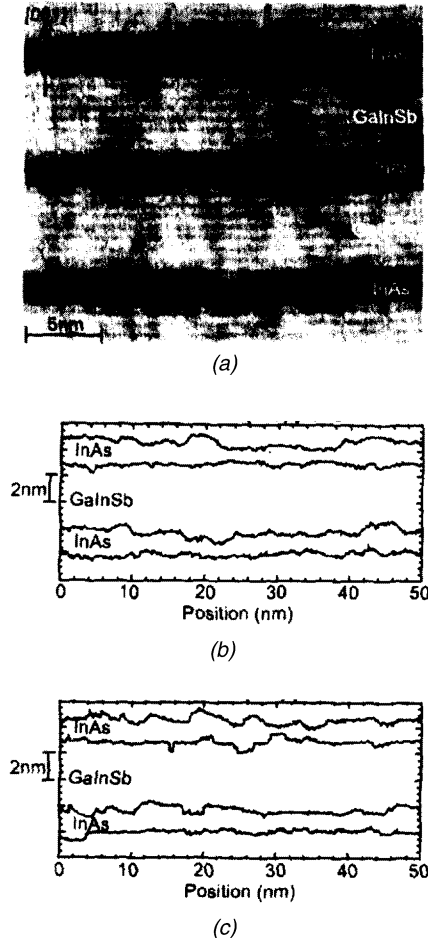 GaInSb
InAs
5nm
(a)
InAs
2nm
GaInSb
InAs
0 10 20 30 40 50
Position (nm)
(b)
InAs
2nm
GaInSb
InAs
0 10 20 30 40 50
Position (nm)
(c)